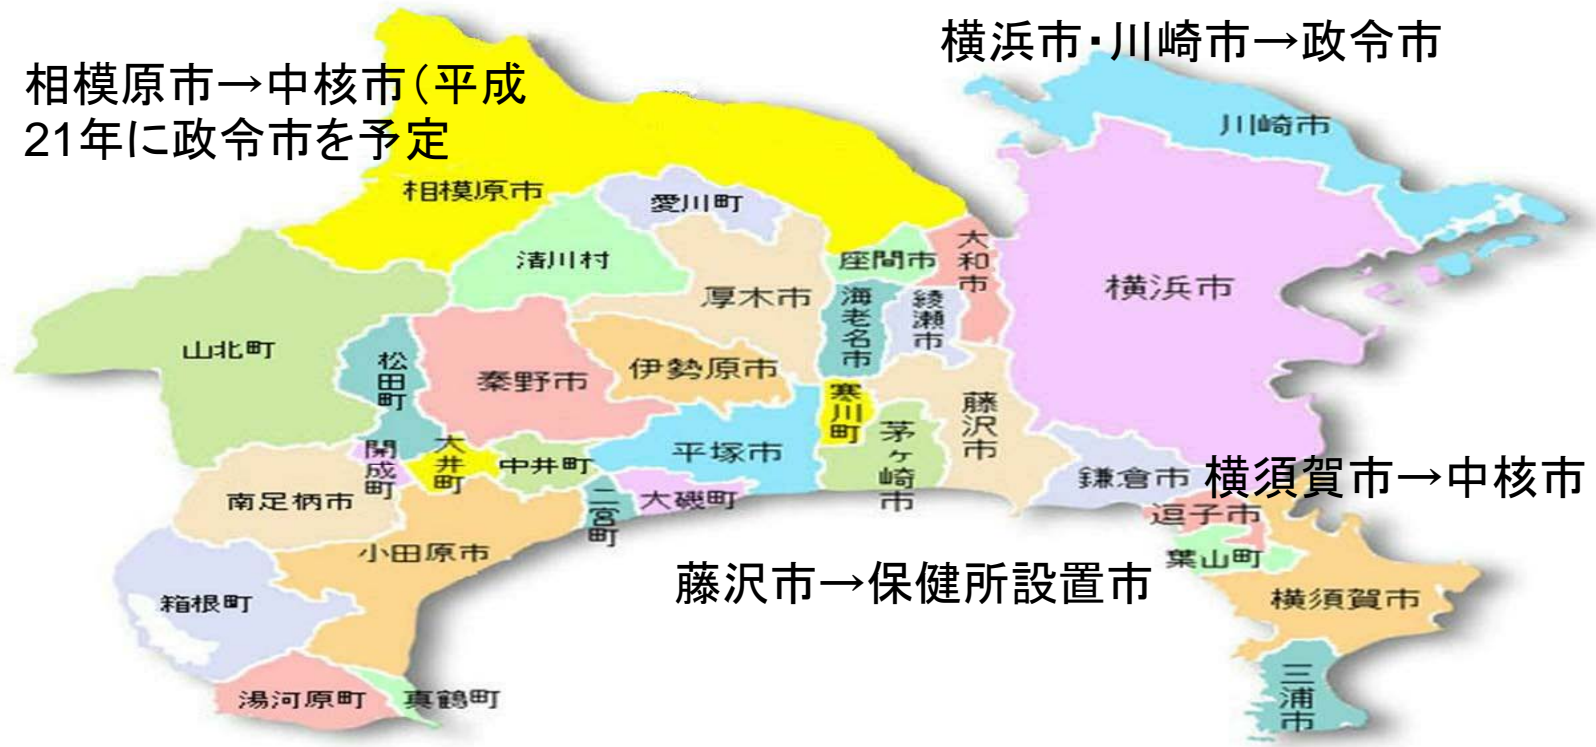 横浜市・川崎市→政令市
相模原市→中核市(平成
21年に政令市を予定
川崎市
相模原市
愛川町
清川村
座間市
大和市
横浜市
厚木市
海老名市
綾瀬市
山北町
松田町
秦野市
伊勢原市
寒川町
藤沢市
茅ヶ崎市
平塚市
開成町
大井町
中井町
鎌倉市
横須賀市→中核市
南足柄市
二宮町
大磯町
逗子市
小田原市
葉山町
藤沢市→保健所設置市
箱根町
横須賀市
湯河原町
真鶴町
三浦市